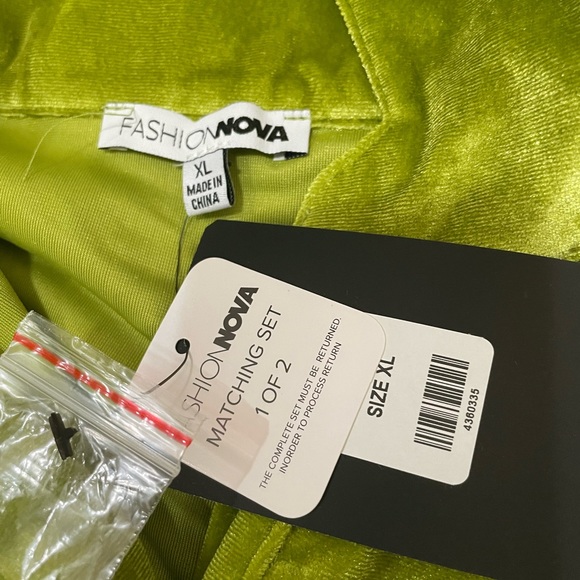 FASHIONNOVA
XL
MADE IN
CHINA
FASHIONNOVA
MATCHING SET
1 OF 2
THE COMPLETE SET MUST BE RETURNED.
INORDER TO PROCESS RETURN
SIZE XL
4360335